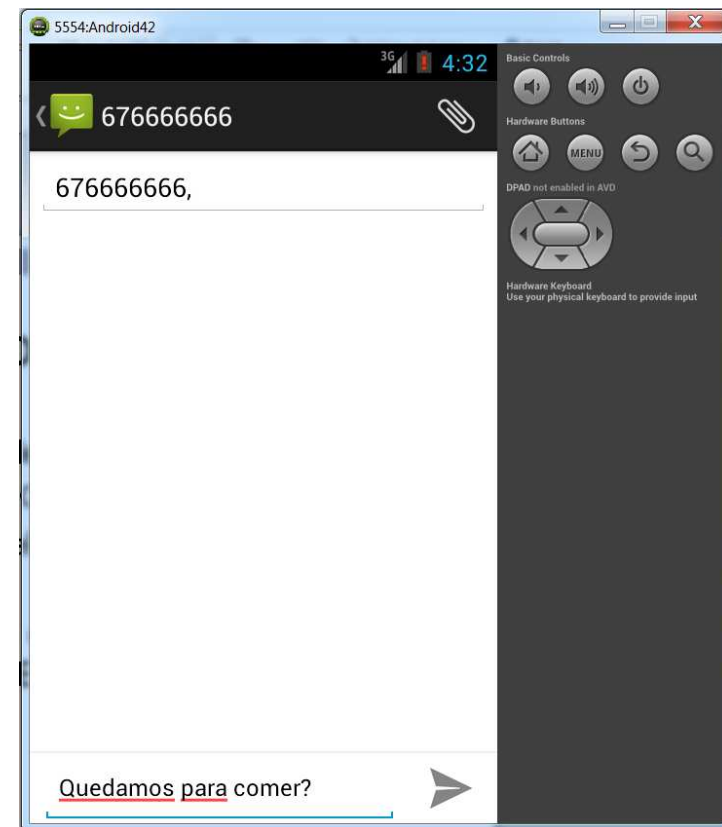 5554:Android42
3G 4:32
676666666
676666666,
Quedamos para comer?
Basic Controls
Hardware Buttons
MENU
DPAD not enabled in AVD
Hardware Keyboard
Use your physical keyboard to provide input